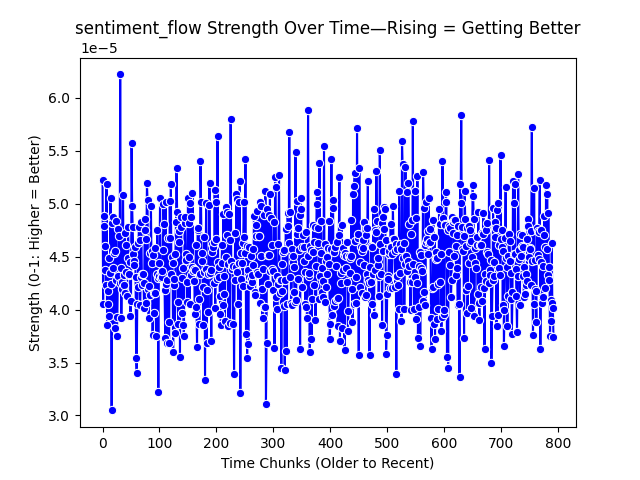 sentiment_flow Strength Over Time—Rising = Getting Better
1e−5
6.0
5.5
5.0
4.5
4.0
3.5
3.0
Strength (0-1: Higher = Better)
0 100 200 300 400 500 600 700 800
Time Chunks (Older to Recent)